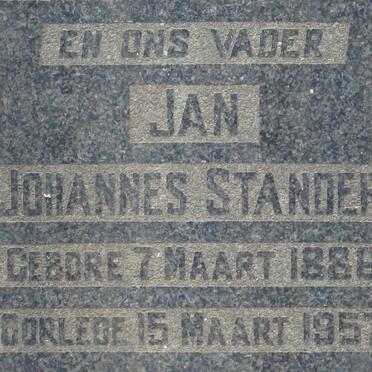 EN ONS VADER
JAN
JOHANNES STANDER
GEBORE 7 MAART 1886
OORLEDE 15 MAART 1957